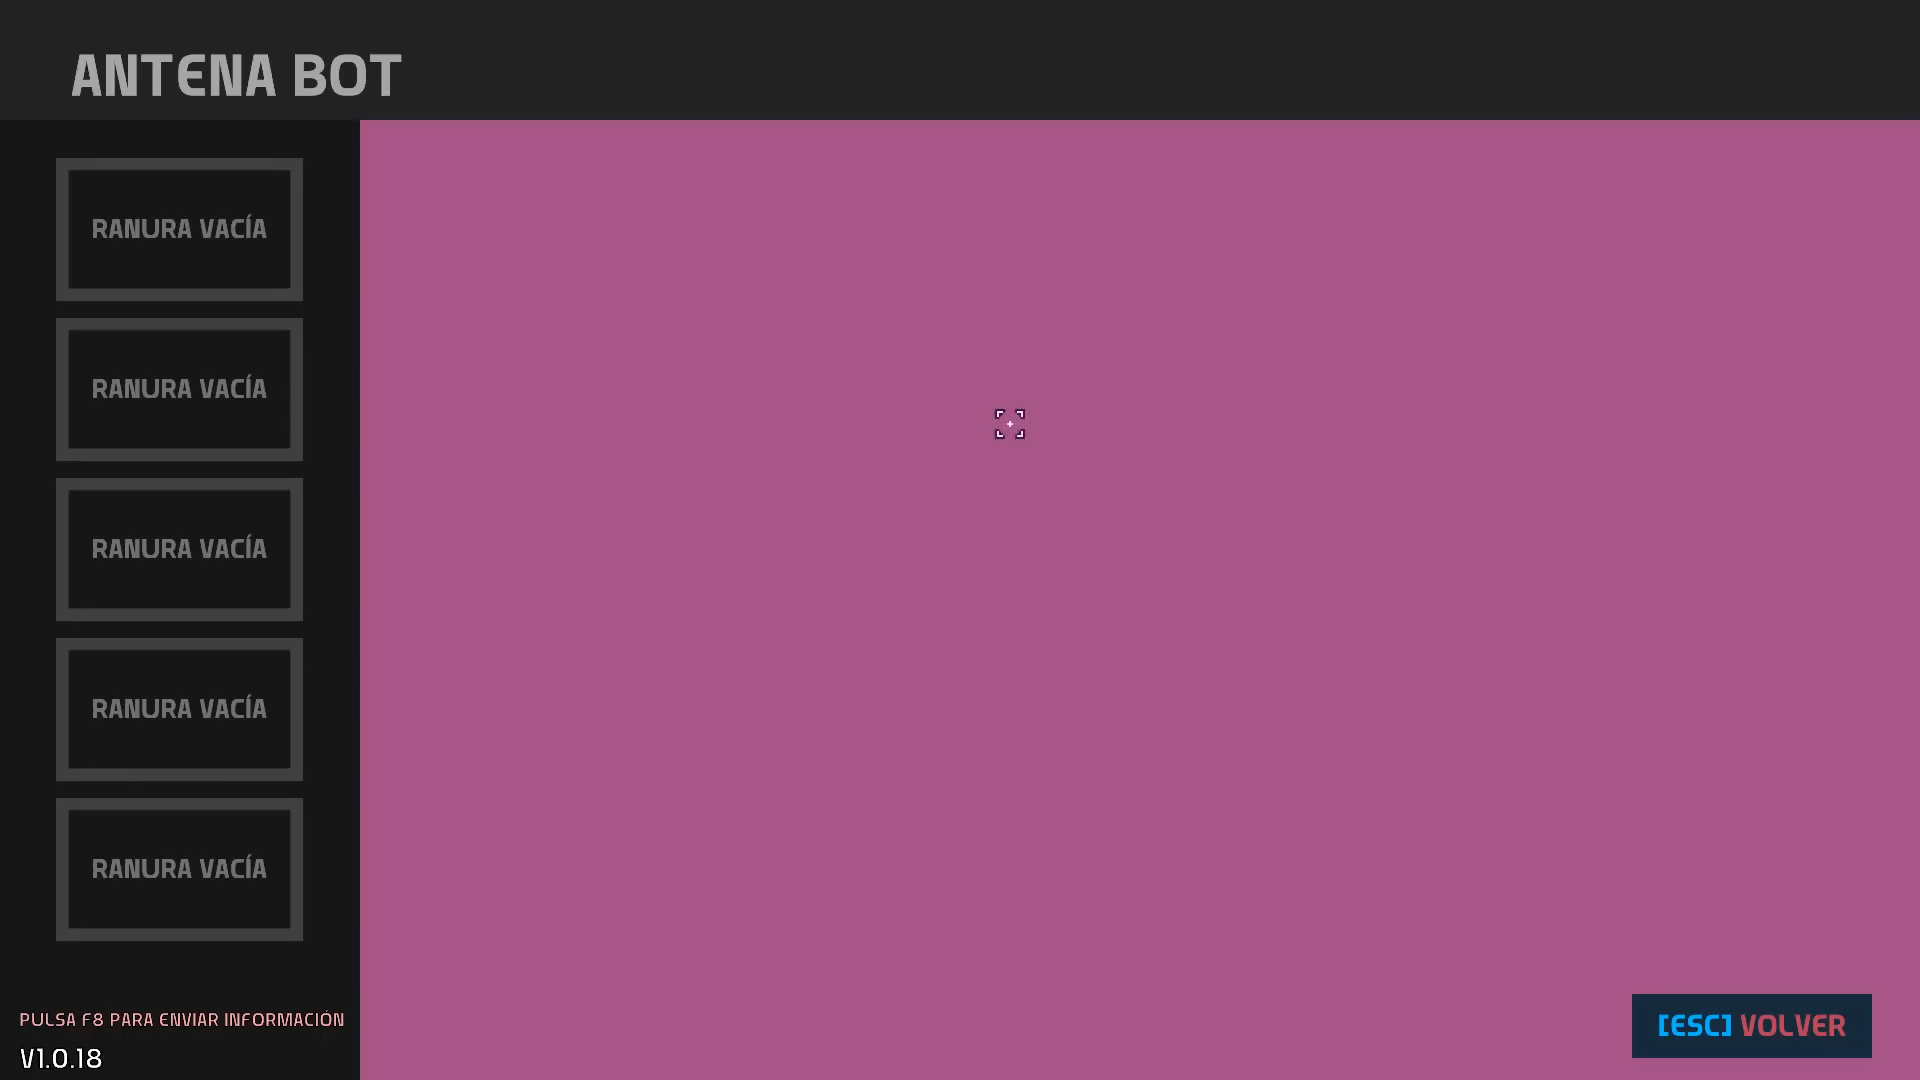 ANTENA BOT
RANURA VACÍA
RANURA VACÍA
RANURA VACÍA
RANURA VACÍA
RANURA VACÍA
PULSA F8 PARA ENVIAR INFORMACIÓN
V1.0.18
[ESC] VOLVER